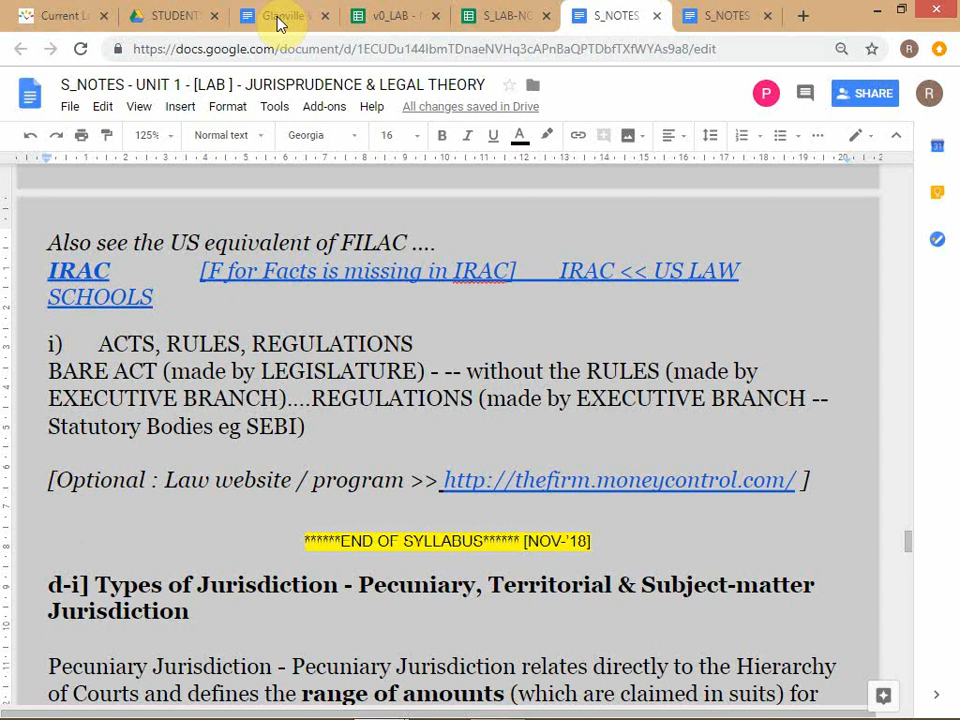 Current L
STUDENT
Glanville
v0_LAB -
S_LAB-NO
S_NOTES
S_NOTES
https://docs.google.com/document/d/1ECUDu144IbmTDnaeNVHq3cAPnBaQPTDbfTXfWYAs9a8/edit
R
S_NOTES - UNIT 1 - [LAB ] - JURISPRUDENCE & LEGAL THEORY
File Edit View Insert Format Tools Add-ons Help All changes saved in Drive
P
SHARE
R
125% Normal text Georgia 16 B I U A
Also see the US equivalent of FILAC ....
IRAC [F for Facts is missing in IRAC] IRAC << US LAW
SCHOOLS
i) ACTS, RULES, REGULATIONS
BARE ACT (made by LEGISLATURE) - -- without the RULES (made by
EXECUTIVE BRANCH)....REGULATIONS (made by EXECUTIVE BRANCH --
Statutory Bodies eg SEBI)
[Optional : Law website / program >> http://thefirm.moneycontrol.com/ ]
******END OF SYLLABUS****** [NOV-'18]
d-i] Types of Jurisdiction - Pecuniary, Territorial & Subject-matter
Jurisdiction
Pecuniary Jurisdiction - Pecuniary Jurisdiction relates directly to the Hierarchy
of Courts and defines the range of amounts (which are claimed in suits) for